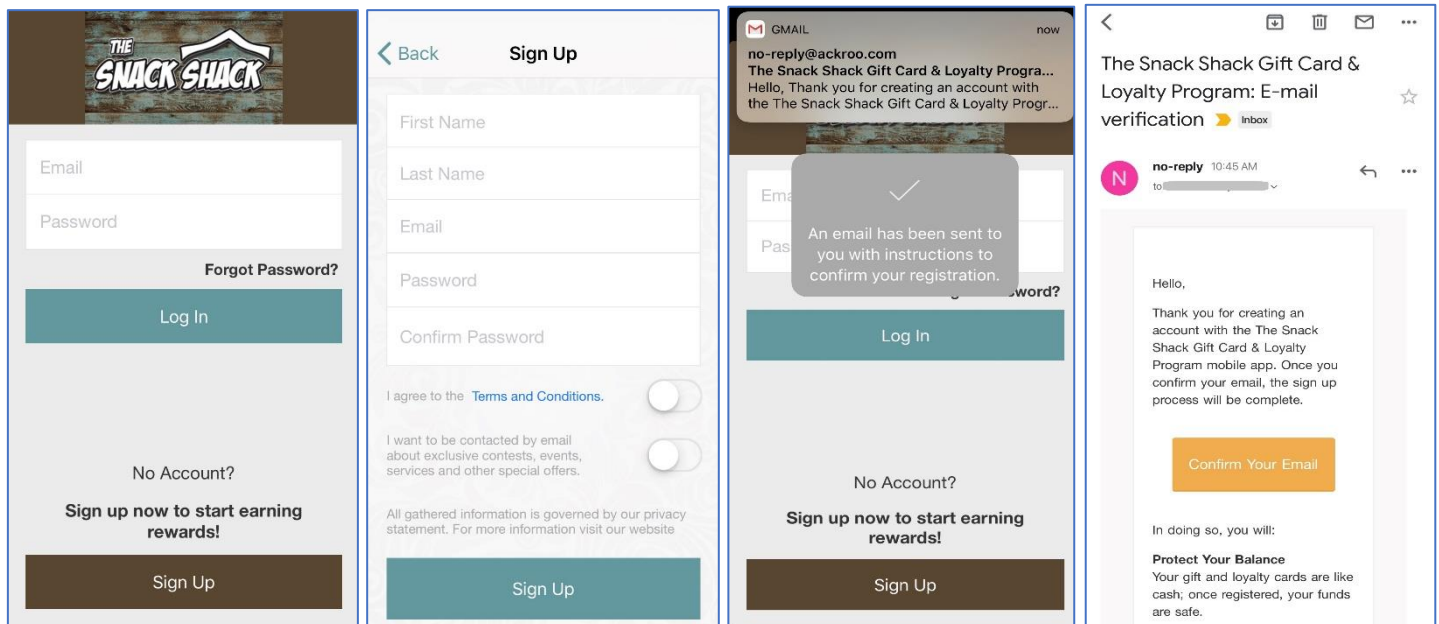 THE
SNACK SHACK
Email
Password
Forgot Password?
Log In
No Account?
Sign up now to start earning
rewards!
Sign Up
Back
Sign Up
First Name
Last Name
Email
Password
Confirm Password
I agree to the Terms and Conditions.
I want to be contacted by email
about exclusive contests, events,
services and other special offers.
All gathered information is governed by our privacy
statement. For more information visit our website
Sign Up
GMAIL now
no-reply@ackroo.com
The Snack Shack Gift Card & Loyalty Progra...
Hello, Thank you for creating an account with
the The Snack Shack Gift Card & Loyalty Progr...
Ema
Pas
An email has been sent to
you with instructions to
confirm your registration.
sword?
Log In
No Account?
Sign up now to start earning
rewards!
Sign Up
The Snack Shack Gift Card &
Loyalty Program: E-mail
verification Inbox
N
no-reply 10:45 AM
to
Hello,
Thank you for creating an
account with the The Snack
Shack Gift Card & Loyalty
Program mobile app. Once you
confirm your email, the sign up
process will be complete.
Confirm Your Email
In doing so, you will:
Protect Your Balance
Your gift and loyalty cards are like
cash; once registered, your funds
are safe.